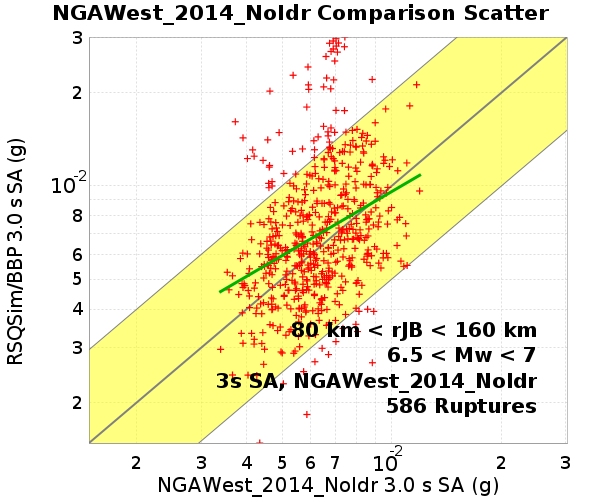 NGAWest_2014_NoIdr Comparison Scatter
RSQSim/BBP 3.0 s SA (g)
3
2
10-2
8
6
5
4
3
2
80 km < rJB < 160 km
6.5 < Mw < 7
3s SA, NGAWest_2014_NoIdr
586 Ruptures
2 3 4 5 6 7 10-2 2 3
NGAWest_2014_NoIdr 3.0 s SA (g)